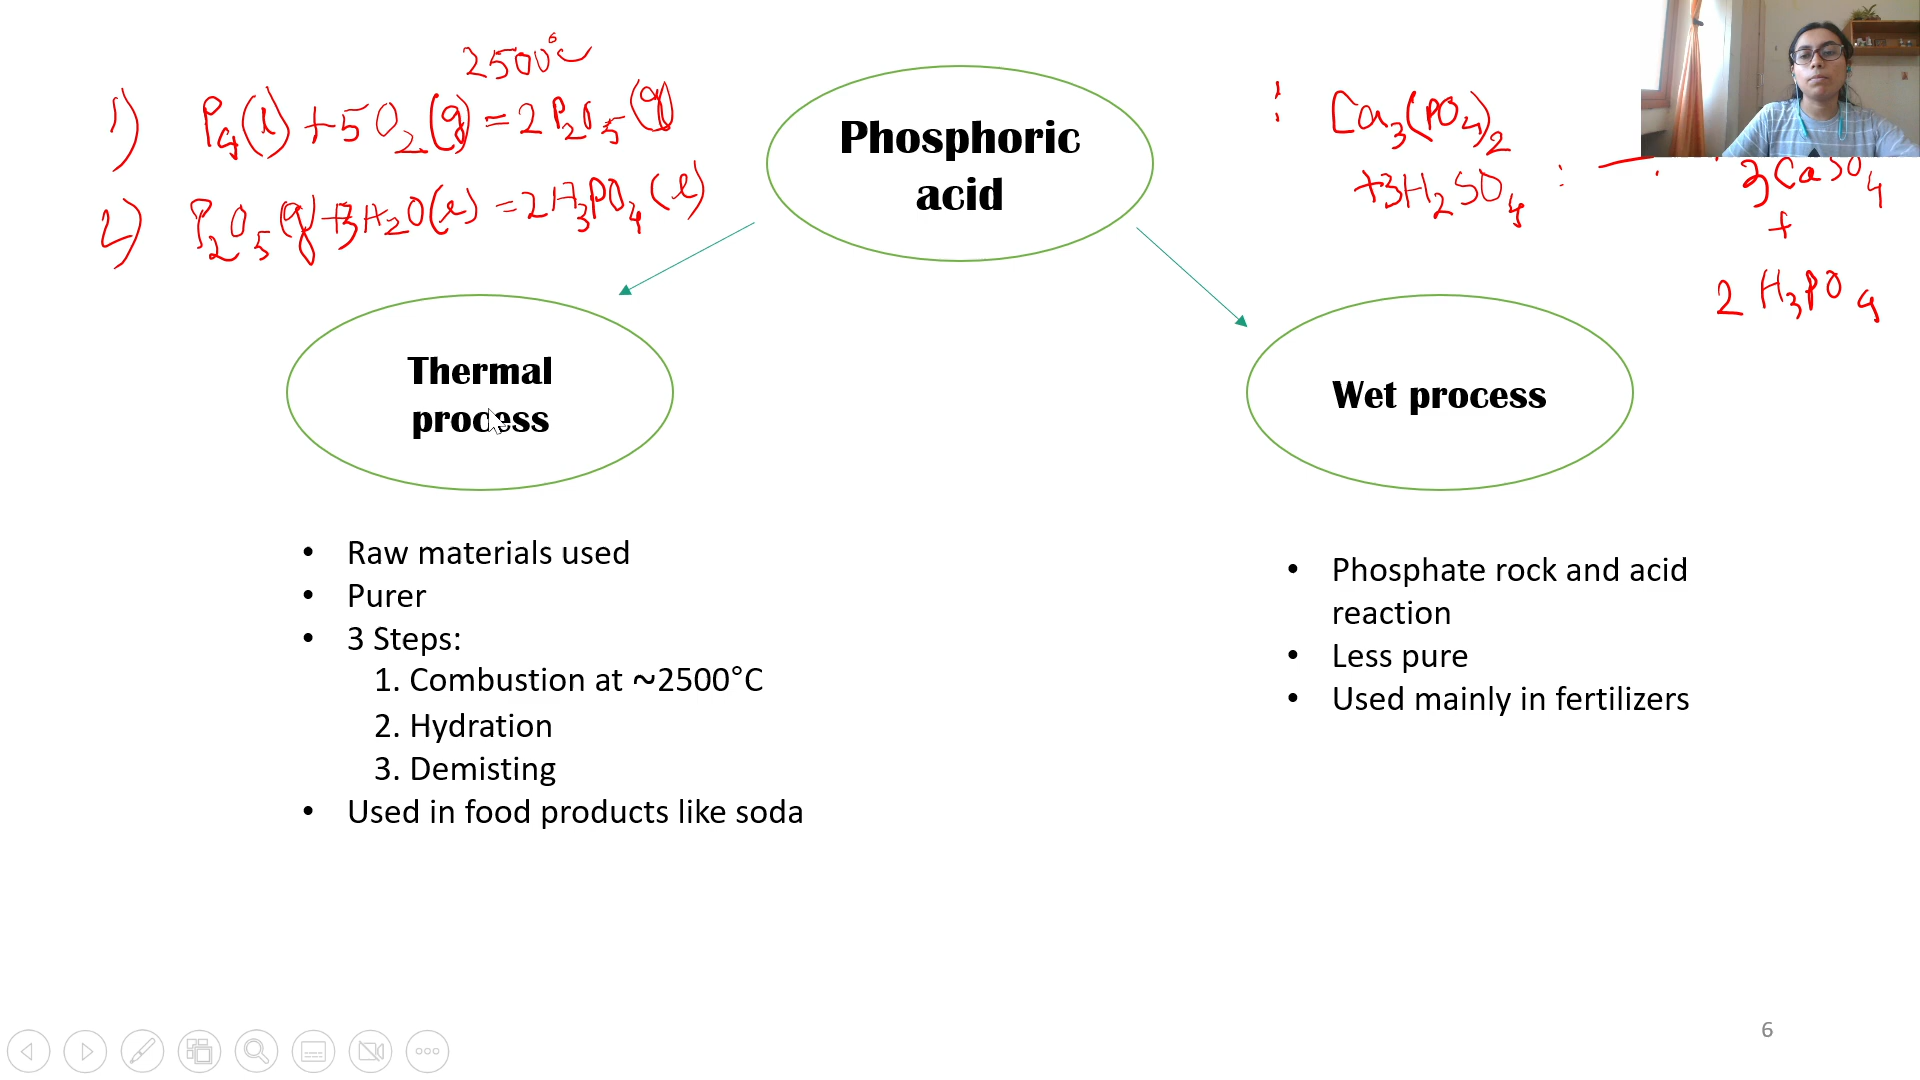 2500°C
1) P4(l) + 5O2(g) = 2P2O5(g)
2) P2O5(g) + 3H2O(l) = 2H3PO4(l)
Phosphoric
acid
Ca3(PO4)2
+3H2SO4
3CaSO4
+
2H3PO4
Thermal
process
Wet process
• Raw materials used
• Purer
• 3 Steps:
1. Combustion at ~2500°C
2. Hydration
3. Demisting
• Used in food products like soda
• Phosphate rock and acid
reaction
• Less pure
• Used mainly in fertilizers
6